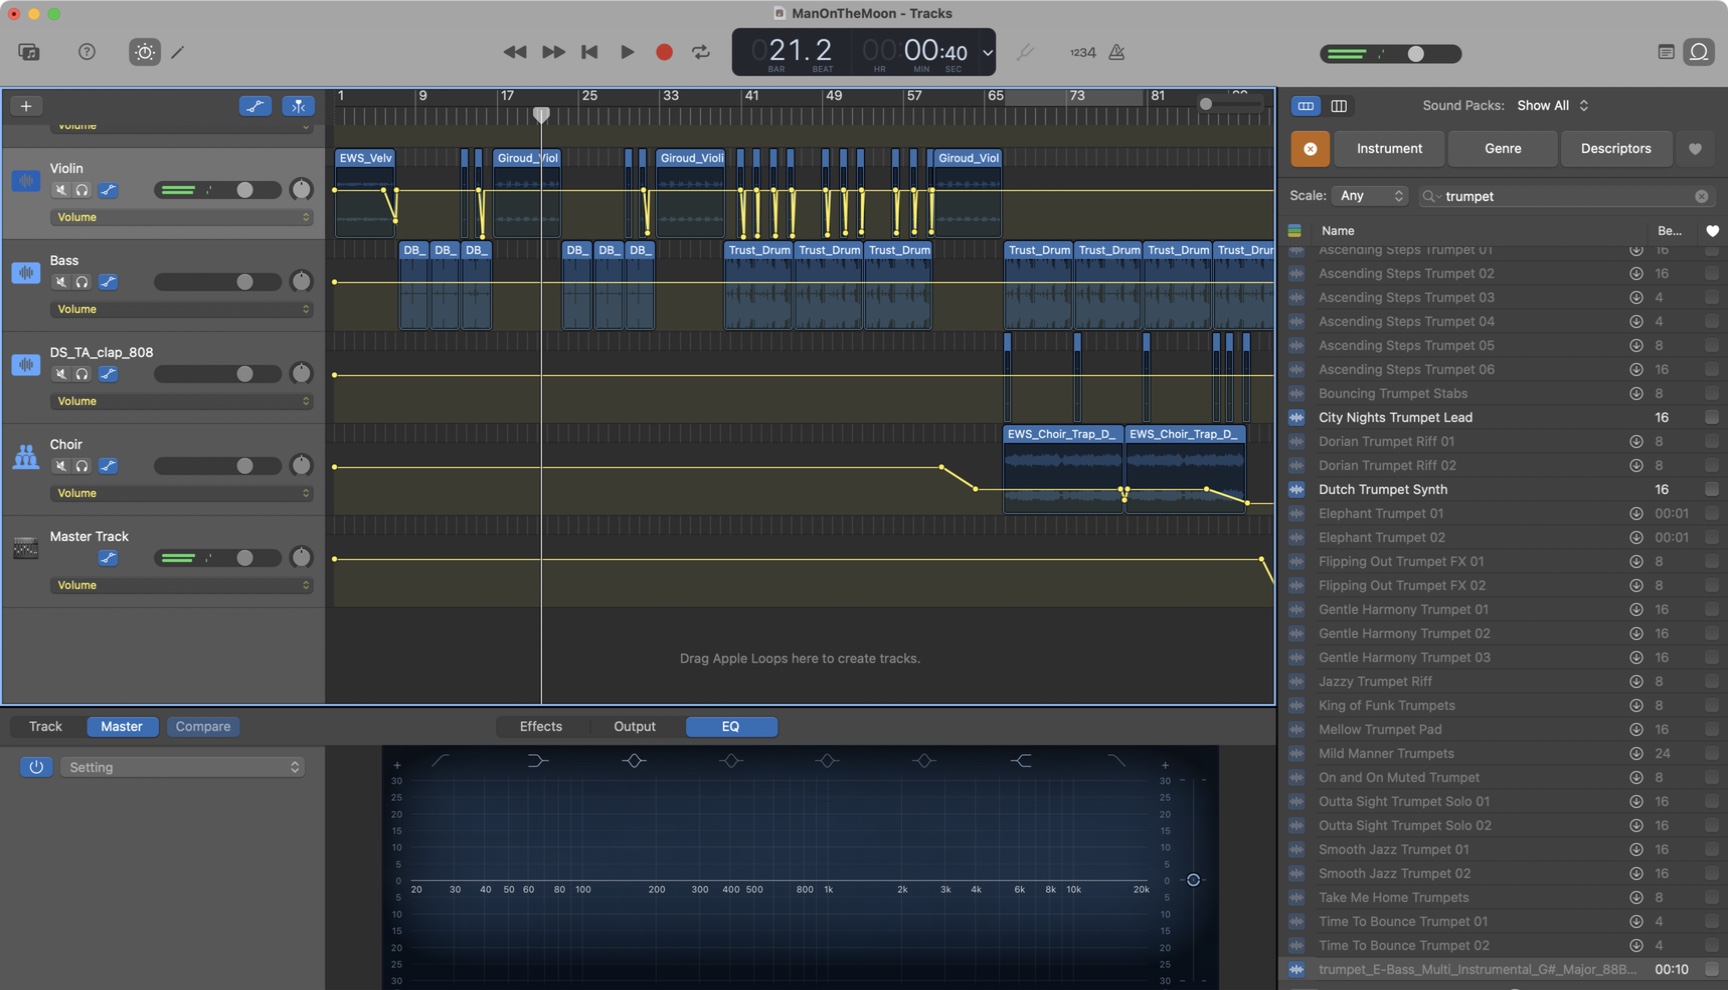 ManOnTheMoon - Tracks
021.2
00:00:40
BAR BEAT HR MIN SEC
1234
1 9 17 25 33 41 49 57 65 73 81
Volume
Violin
Volume
EWS_Velv
Giroud_Viol
Giroud_Violi
Giroud_Viol
Bass
Volume
DB_ DB_ DB_ DB_ DB_ DB_
Trust_Drum Trust_Drum Trust_Drum Trust_Drum Trust_Drum Trust_Drum Trust_Drur
DS_TA_clap_808
Volume
Choir
Volume
EWS_Choir_Trap_D_ EWS_Choir_Trap_D_
Master Track
Volume
Drag Apple Loops here to create tracks.
Track Master Compare Effects Output EQ
Setting
+ +
30 30
25 25
20 20
15 15
10 10
5 5
0 20 30 40 50 60 80 100 200 300 400 500 800 1k 2k 3k 4k 6k 8k 10k 20k 0
5 5
10 10
15 15
20 20
25 25
30 30
Sound Packs: Show All
Instrument Genre Descriptors
Scale: Any trumpet
Name Be...
Ascending Steps Trumpet 01 16
Ascending Steps Trumpet 02 16
Ascending Steps Trumpet 03 4
Ascending Steps Trumpet 04 4
Ascending Steps Trumpet 05 8
Ascending Steps Trumpet 06 16
Bouncing Trumpet Stabs 8
City Nights Trumpet Lead 16
Dorian Trumpet Riff 01 8
Dorian Trumpet Riff 02 8
Dutch Trumpet Synth 16
Elephant Trumpet 01 00:01
Elephant Trumpet 02 00:01
Flipping Out Trumpet FX 01 8
Flipping Out Trumpet FX 02 8
Gentle Harmony Trumpet 01 16
Gentle Harmony Trumpet 02 16
Gentle Harmony Trumpet 03 16
Jazzy Trumpet Riff 8
King of Funk Trumpets 8
Mellow Trumpet Pad 16
Mild Manner Trumpets 24
On and On Muted Trumpet 8
Outta Sight Trumpet Solo 01 16
Outta Sight Trumpet Solo 02 16
Smooth Jazz Trumpet 01 16
Smooth Jazz Trumpet 02 16
Take Me Home Trumpets 8
Time To Bounce Trumpet 01 4
Time To Bounce Trumpet 02 4
trumpet_E-Bass_Multi_Instrumental_G#_Major_88B... 00:10